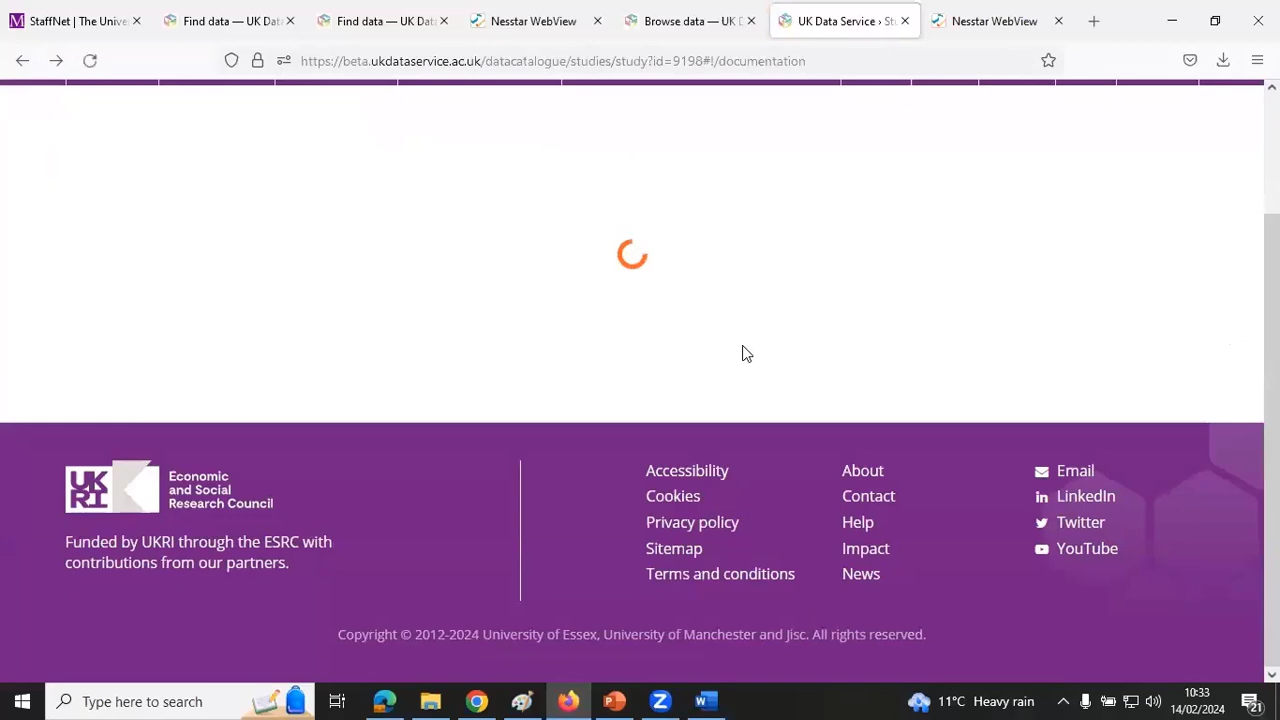 StaffNet | The Unive
Find data — UK Data
Find data — UK Data
Nesstar WebView
Browse data — UK D
UK Data Service › Stu
Nesstar WebView
https://beta.ukdataservice.ac.uk/datacatalogue/studies/study?id=9198#!/documentation
UKRI
Economic
and Social
Research Council
Funded by UKRI through the ESRC with
contributions from our partners.
Accessibility
Cookies
Privacy policy
Sitemap
Terms and conditions
About
Contact
Help
Impact
News
Email
LinkedIn
Twitter
YouTube
Copyright © 2012-2024 University of Essex, University of Manchester and Jisc. All rights reserved.
Type here to search
11°C Heavy rain
10:33
14/02/2024
21